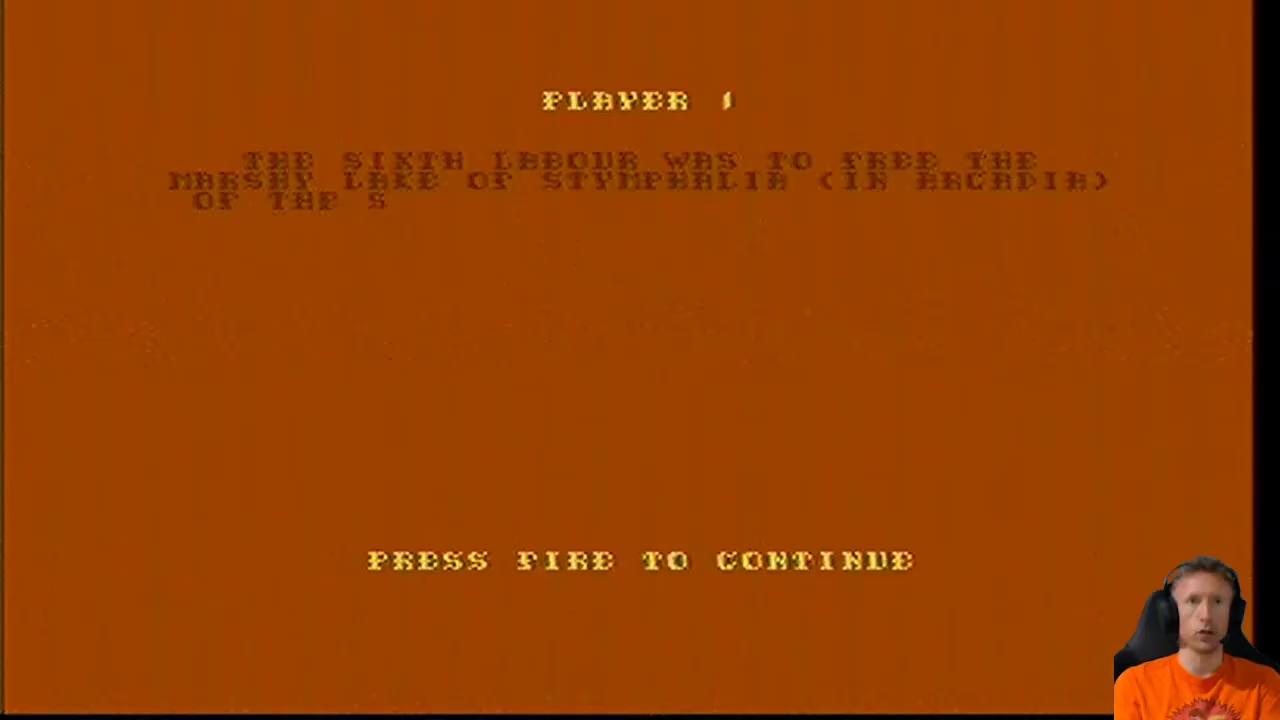 PLAYER 1
THE SIXTH LABOUR WAS TO FREE THE
MARSHY LAKE OF STYMPHALIA (IN ARCADIA)
OF THE S
PRESS FIRE TO CONTINUE